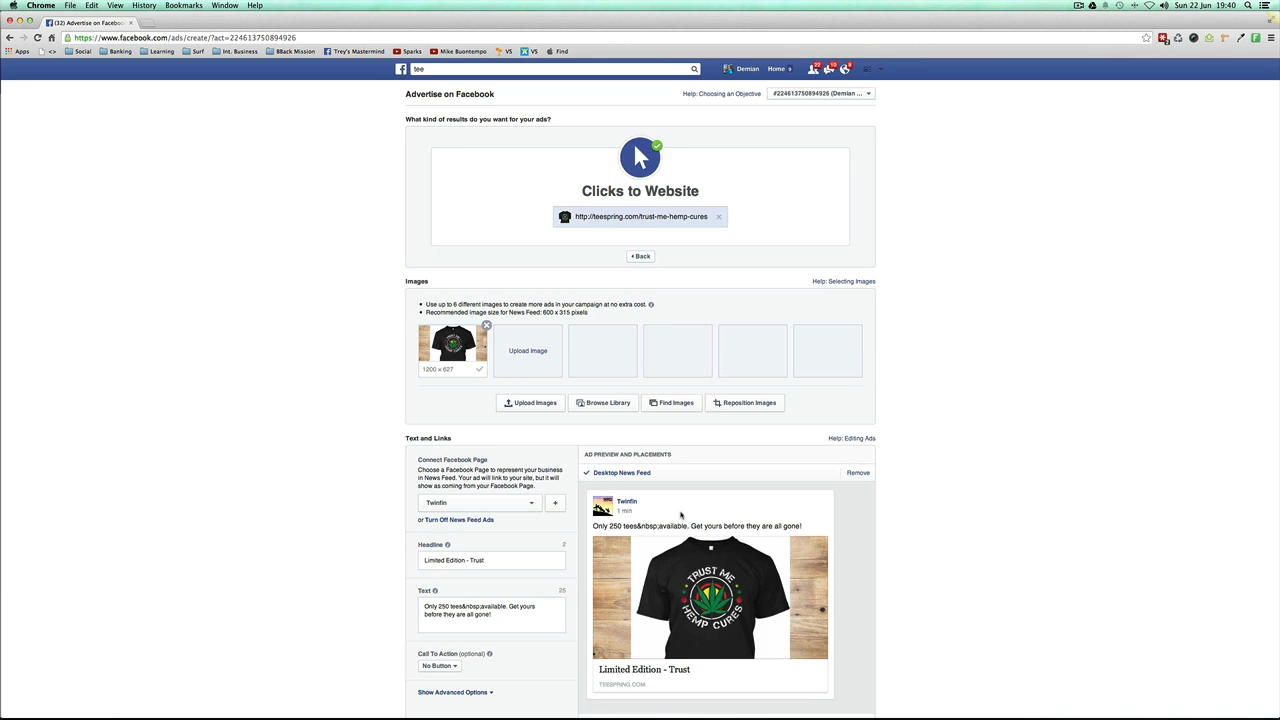 Chrome File Edit View History Bookmarks Window Help
Sun 22 Jun 19:40
(32) Advertise on Facebook
https://www.facebook.com/ads/create/?act=224613750894926
Apps <> Social Banking Learning Surf Int. Business BBack Mission Trey's Mastermind Sparks Mike Buontempo VS VS Find
tee
Demian Home 9 22 10 8
Advertise on Facebook
Help: Choosing an Objective
#224613750894926 (Demian ...
What kind of results do you want for your ads?
Clicks to Website
http://teespring.com/trust-me-hemp-cures
Back
Images
Help: Selecting Images
• Use up to 6 different images to create more ads in your campaign at no extra cost.
• Recommended image size for News Feed: 600 x 315 pixels
TRUST ME
HEMP CURES
Upload Image
1200 × 627
Upload Images
Browse Library
Find Images
Reposition Images
Text and Links
Help: Editing Ads
Connect Facebook Page
Choose a Facebook Page to represent your business
in News Feed. Your ad will link to your site, but it will
show as coming from your Facebook Page.
Twinfin
+
or Turn Off News Feed Ads
Headline 2
Limited Edition - Trust
Text 25
Only 250 tees&nbsp;available. Get yours
before they are all gone!
Call To Action (optional)
No Button
Show Advanced Options
AD PREVIEW AND PLACEMENTS
Desktop News Feed
Remove
Twinfin
1 min
Only 250 tees&nbsp;available. Get yours before they are all gone!
TRUST ME
HEMP CURES
Limited Edition - Trust
TEESPRING.COM